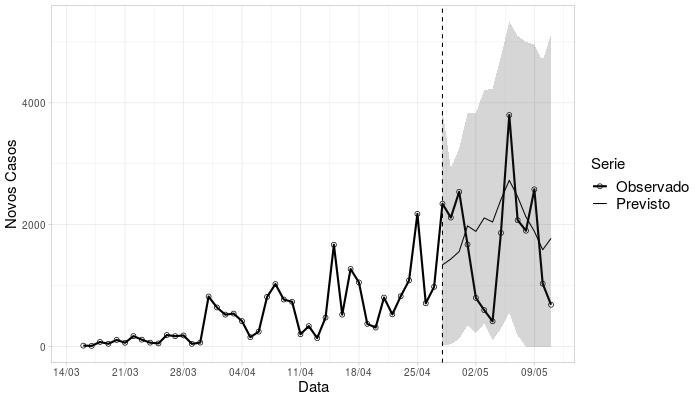 Novos Casos
4000
2000
0
14/03
21/03
28/03
04/04
11/04
18/04
25/04
02/05
09/05
Data
Serie
Observado
Previsto